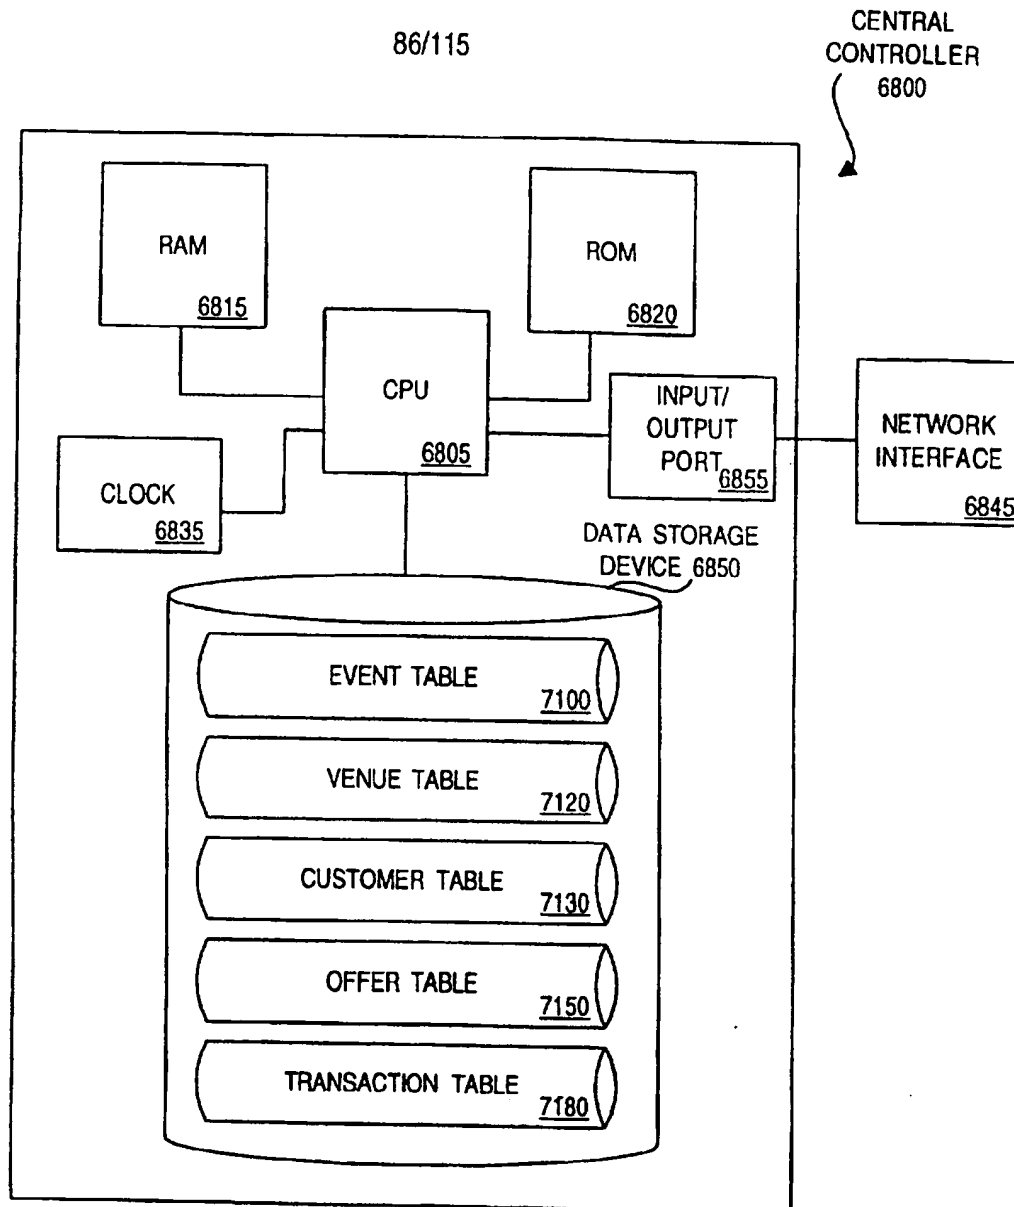 86/115
CENTRAL
CONTROLLER
6800
RAM
6815
ROM
6820
CPU
6805
INPUT/
OUTPUT
PORT
6855
NETWORK
INTERFACE
6845
CLOCK
6835
DATA STORAGE
DEVICE 6850
EVENT TABLE
7100
VENUE TABLE
7120
CUSTOMER TABLE
7130
OFFER TABLE
7150
TRANSACTION TABLE
7180